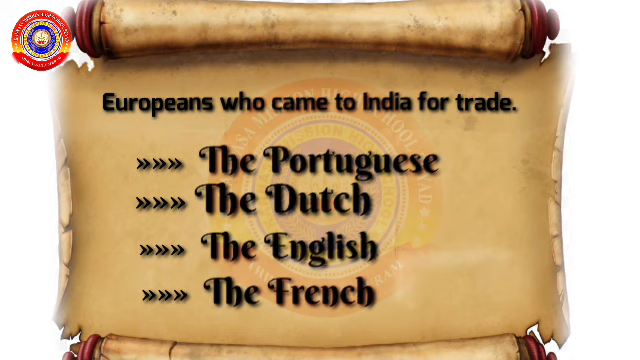 Europeans who came to India for trade.
»»» The Portuguese
»»» The Dutch
»»» The English
»»» The French